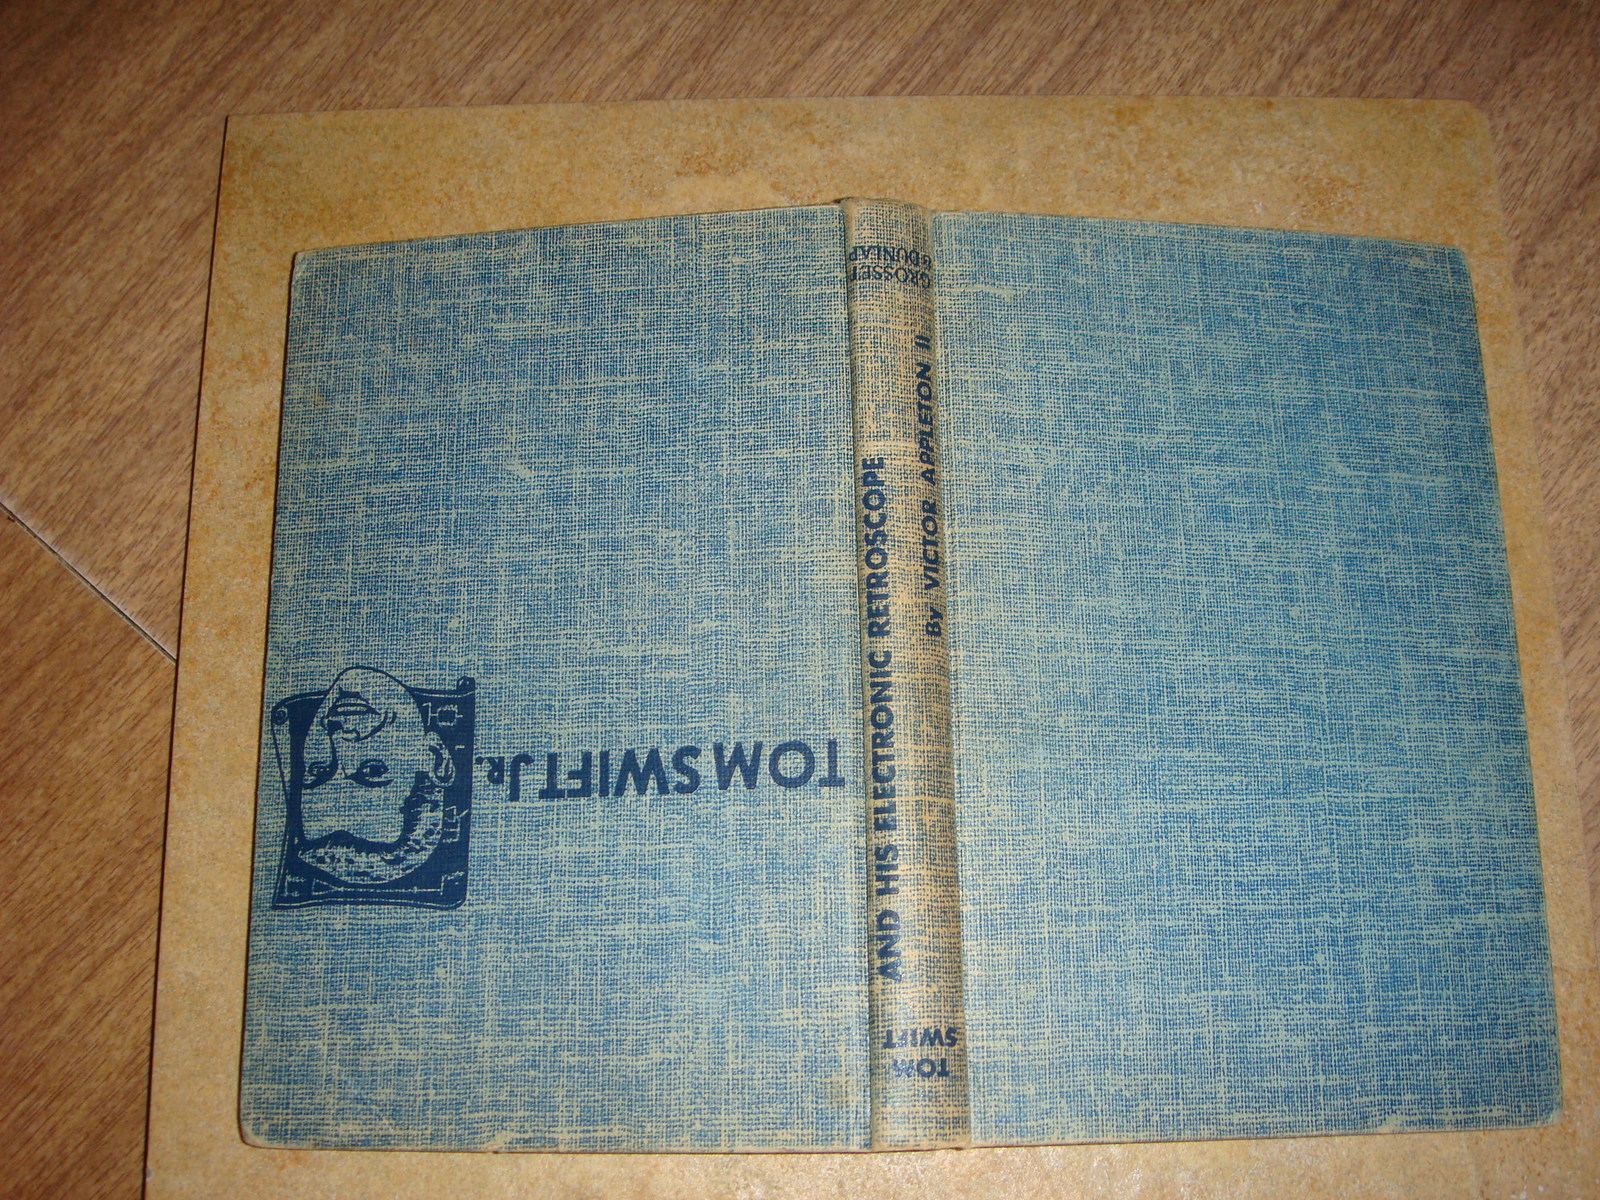 TOM SWIFT JR.
TOM
SWIFT
AND HIS ELECTRONIC RETROSCOPE
By VICTOR APPLETON II
GROSSET
& DUNLAP